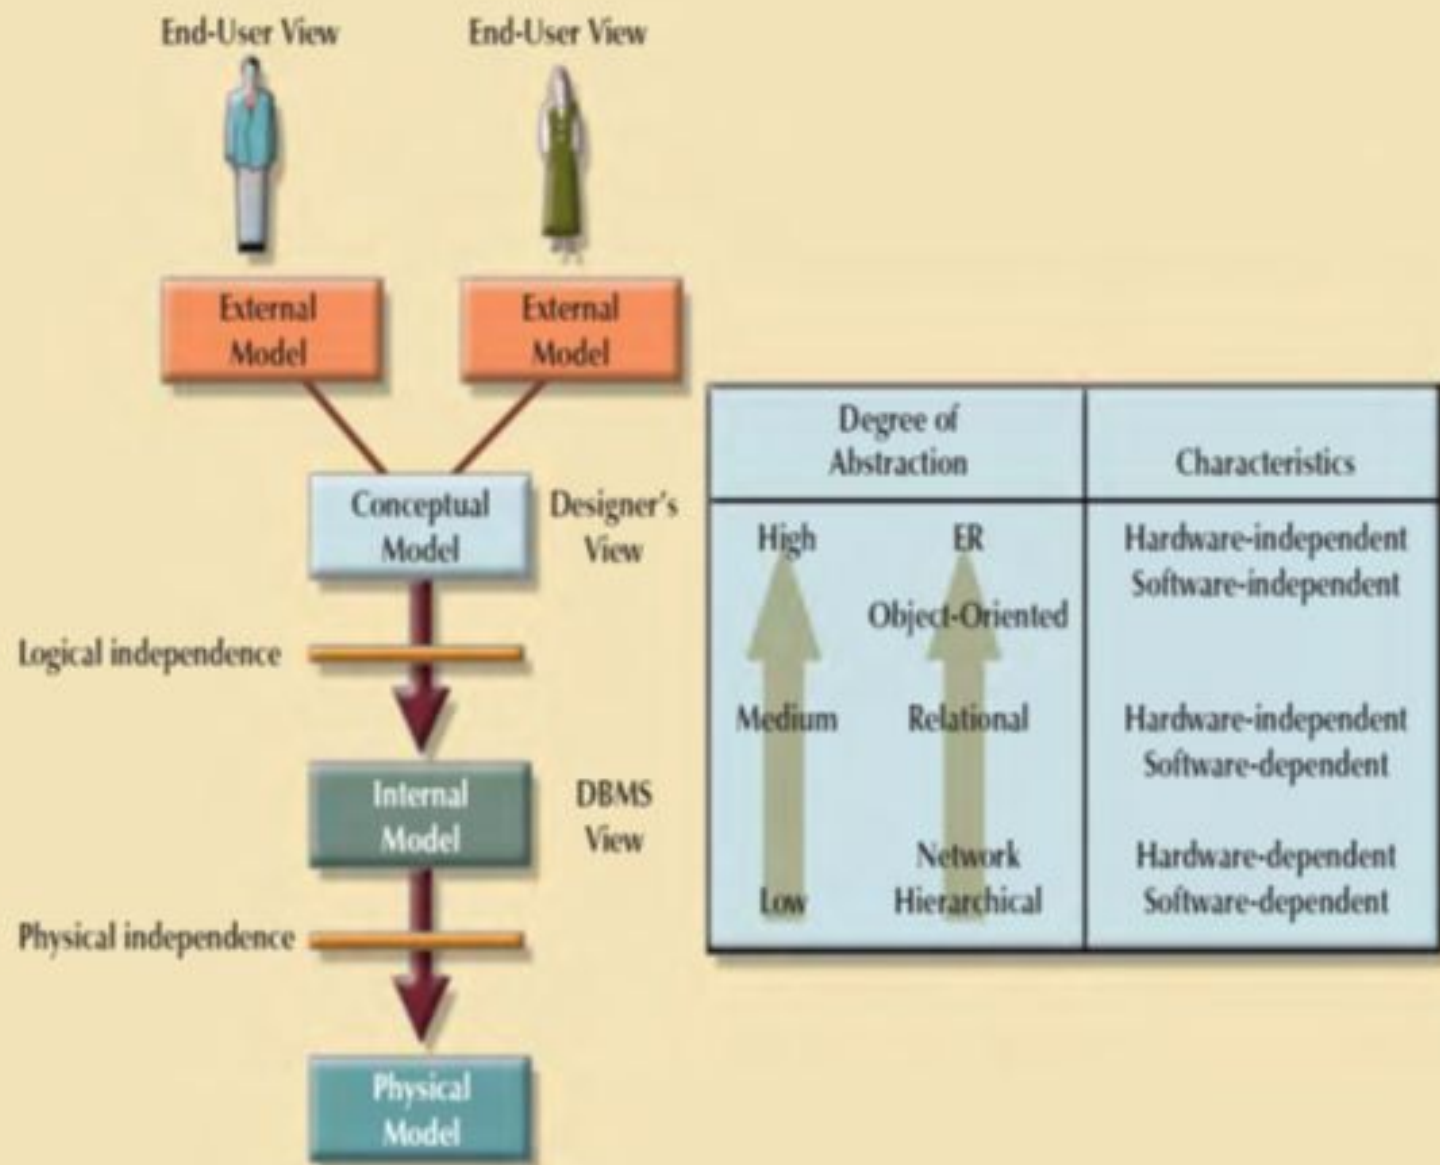 End-User View
End-User View
External
Model
External
Model
Conceptual
Model
Designer's
View
Logical independence
Internal
Model
DBMS
View
Physical independence
Physical
Model
Degree of
Abstraction
Characteristics
High
ER
Hardware-independent
Software-independent
Object-Oriented
Medium
Relational
Hardware-independent
Software-dependent
Network
Hardware-dependent
Low
Hierarchical
Software-dependent